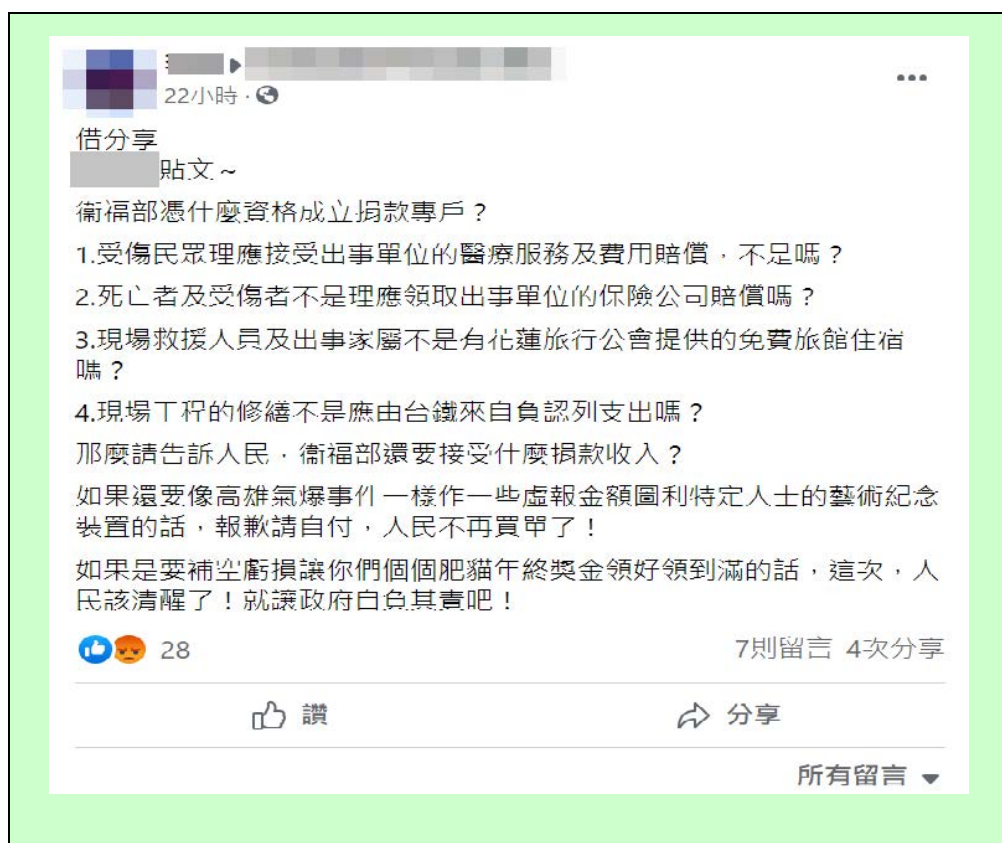 22小時
借分享
貼文~
衛福部憑什麼資格成立捐款專戶?
1.受傷民眾理應接受出事單位的醫療服務及費用賠償,不足嗎?
2.死亡者及受傷者不是理應領取出事單位的保險公司賠償嗎?
3.現場救援人員及出事家屬不是有花蓮旅行公會提供的免費旅館住宿
嗎?
4.現場工程的修繕不是應由台鐵來自負認列支出嗎?
那麼請告訴人民,衛福部還要接受什麼捐款收入?
如果還要像高雄氣爆事件一樣作一些虛報金額圖利特定人士的藝術紀念
裝置的話,報歉請自付,人民不再買單了!
如果是要補空虧損讓你們個個肥貓年終獎金領好領到滿的話,這次,人
民該清醒了!就讓政府自負其責吧!
28
7則留言 4次分享
讚
分享
所有留言